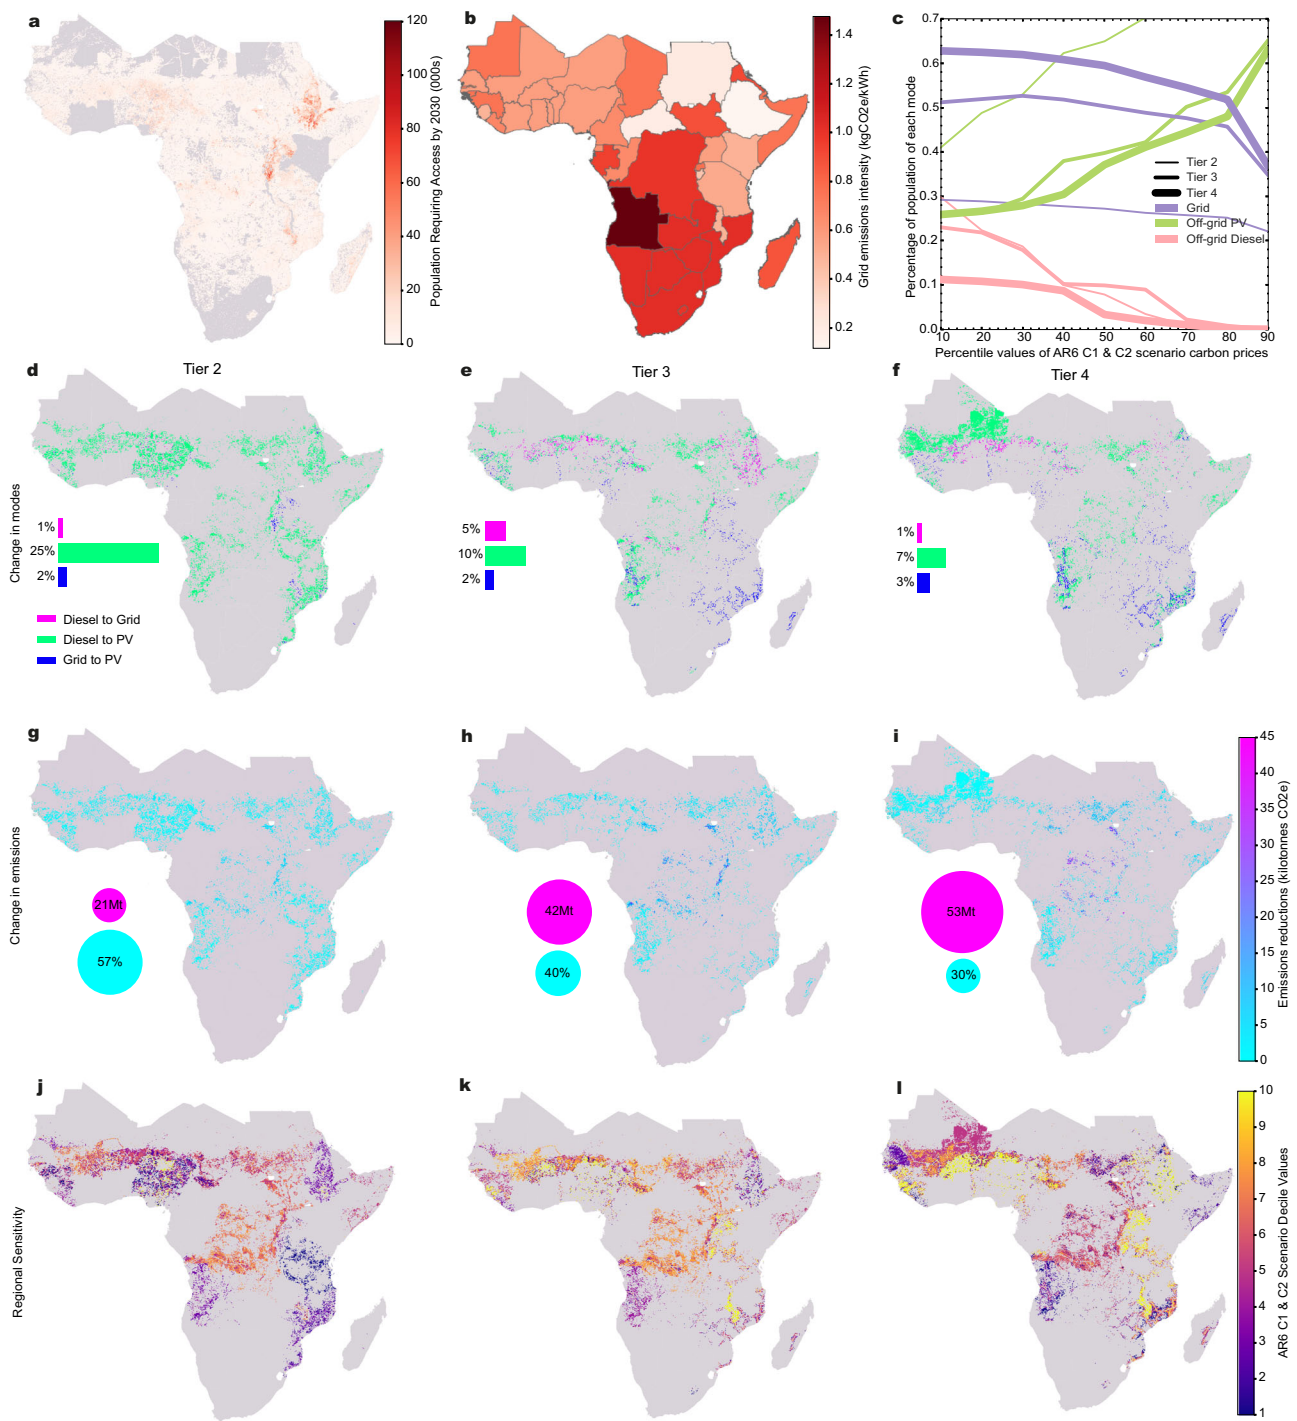 a
120
100
80
60
40
20
0
Population Requiring Access by 2030 (000s)
b
1.4
1.2
1.0
0.8
0.6
0.4
0.2
Grid emissions intensity (kgCO2e/kWh)
c
0.7
0.6
0.5
0.4
0.3
0.2
0.1
0.0
Percentage of population of each mode
Tier 2
Tier 3
Tier 4
Grid
Off-grid PV
Off-grid Diesel
10 20 30 40 50 60 70 80 90
Percentile values of AR6 C1 & C2 scenario carbon prices
d
Tier 2
Change in modes
1%
25%
2%
Diesel to Grid
Diesel to PV
Grid to PV
e
Tier 3
5%
10%
2%
f
Tier 4
1%
7%
3%
g
Change in emissions
21Mt
57%
h
42Mt
40%
i
53Mt
30%
45
40
35
30
25
20
15
10
5
0
Emissions reductions (kilotonnes CO2e)
j
Regional Sensitivity
k
l
10
9
8
7
6
5
4
3
2
1
AR6 C1 & C2 Scenario Decile Values